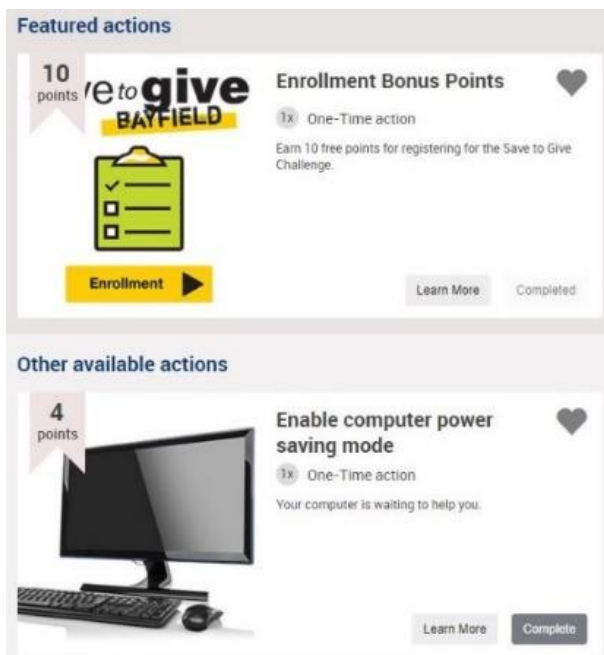 Featured actions
10
points
e to give
BAYFIELD
Enrollment
Enrollment Bonus Points
1x One-Time action
Earn 10 free points for registering for the Save to Give
Challenge.
Learn More Completed
Other available actions
4
points
Enable computer power
saving mode
1x One-Time action
Your computer is waiting to help you.
Learn More Complete